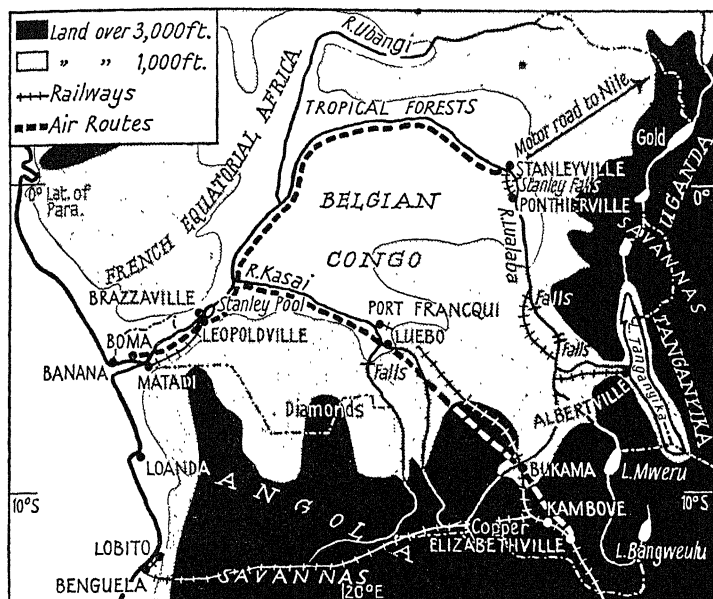 Land over 3,000ft.
" " 1,000ft.
Railways
Air Routes
R.Ubangi
TROPICAL FORESTS
Motor road to Nile
Gold
FRENCH EQUATORIAL AFRICA
STANLEYVILLE
Stanley Falls
PONTHIERVILLE
0° Lat. of
Para.
0°
UGANDA
SAVANNAS
BELGIAN
CONGO
R.Lualaba
R.Kasai
BRAZZAVILLE
Stanley Pool
LEOPOLDVILLE
PORT FRANCQUI
LUEBO
Falls
Falls
Falls
BOMA
BANANA
MATADI
L. Tanganyika
TANGANYIKA
ALBERTVILLE
Diamonds
LOANDA
ANGOLA
BUKAMA
L.Mweru
10°S
10°S
KAMBOVE
Copper
ELIZABETHVILLE
L.Bangweulu
LOBITO
BENGUELA
SAVANNAS
20°E